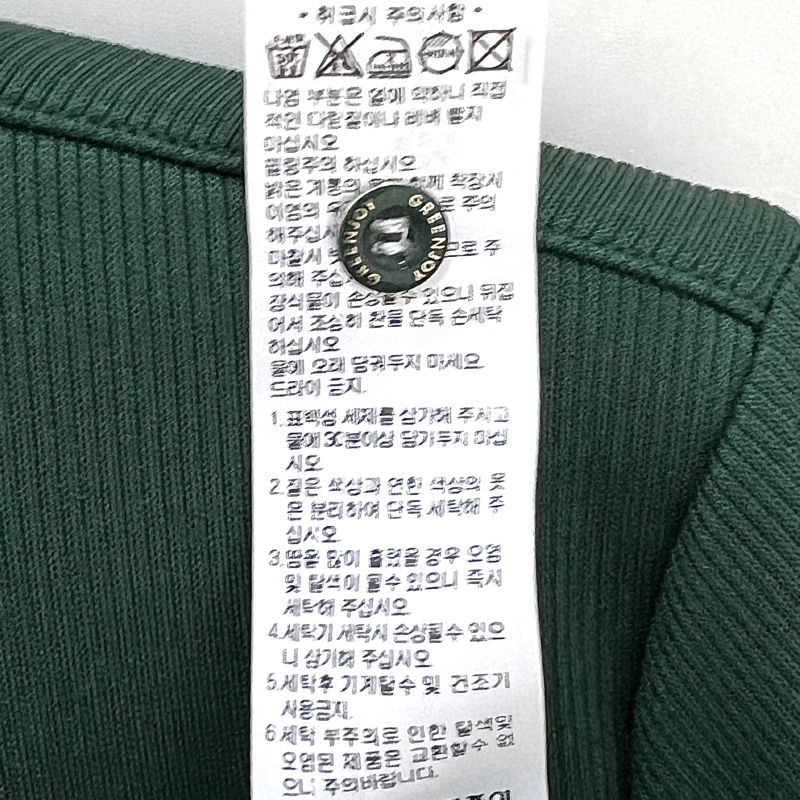 • 취급시 주의사항 •
나염 부분은 열에 약하니 직접
적인 다림질이나 레버 말지
마십시오
물빨주의 하십시오
밝은 계통의 착장시
이염의 로 주의
해주십시
마찰시 므로 주
의해 주십
장식물이 손상될수 있으니 뒤집
어서 조심히 찬물 단독 손세탁
하십시오
물에 오래 담궈두지 마세요
드라이 금지.
GREENJOY GREENJOY
1.표백성 세제를 삼가해 주시고
물에 30분이상 담가두지 마십
시오
2.짙은 색상과 연한 색상의 옷
은 분리하여 단독 세탁해 주
십시오
3.땀을 많이 흘렸을 경우 오염
및 탈색이 될수 있으니 즉시
세탁해 주십시오
4.세탁기 세탁시 손상될수 있으
니 삼가해 주십시오
5.세탁후 기계탈수 및 건조기
사용금지.
6.세탁 부주의로 인한 탈색및
오염된 제품은 교환할수 없
으니 주의바랍니다.